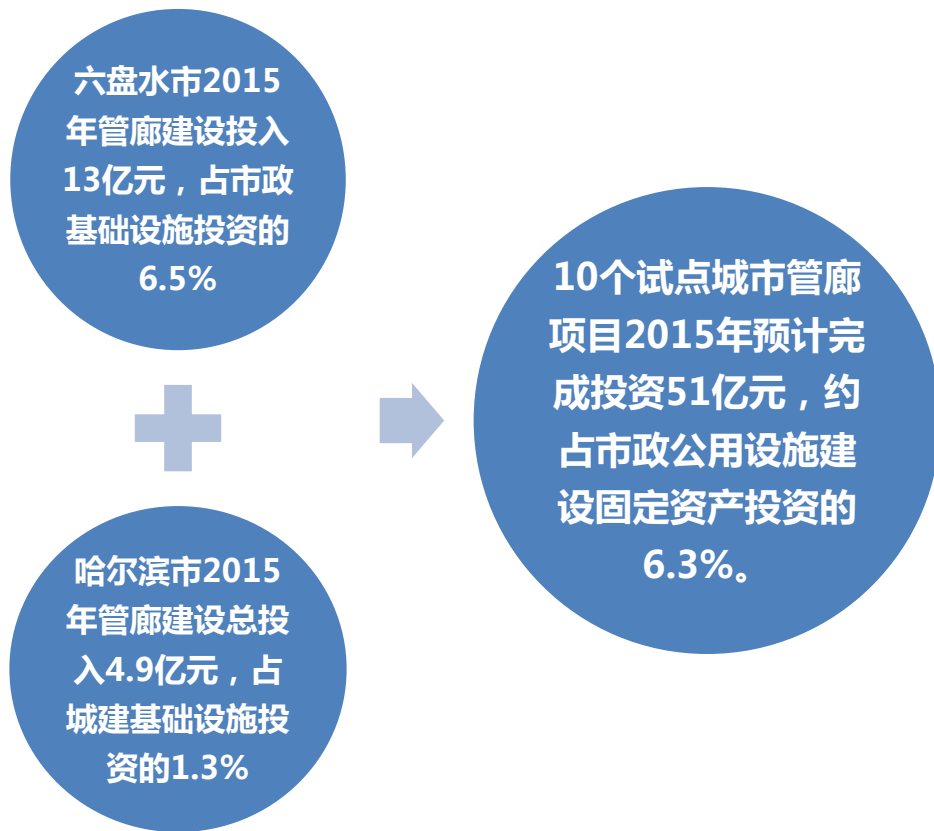 六盘水市2015
年管廊建设投入
13亿元，占市政
基础设施投资的
6.5%
哈尔滨市2015
年管廊建设总投
入4.9亿元，占
城建基础设施投
资的1.3%
10个试点城市管廊
项目2015年预计完
成投资51亿元，约
占市政公用设施建
设固定资产投资的
6.3%。